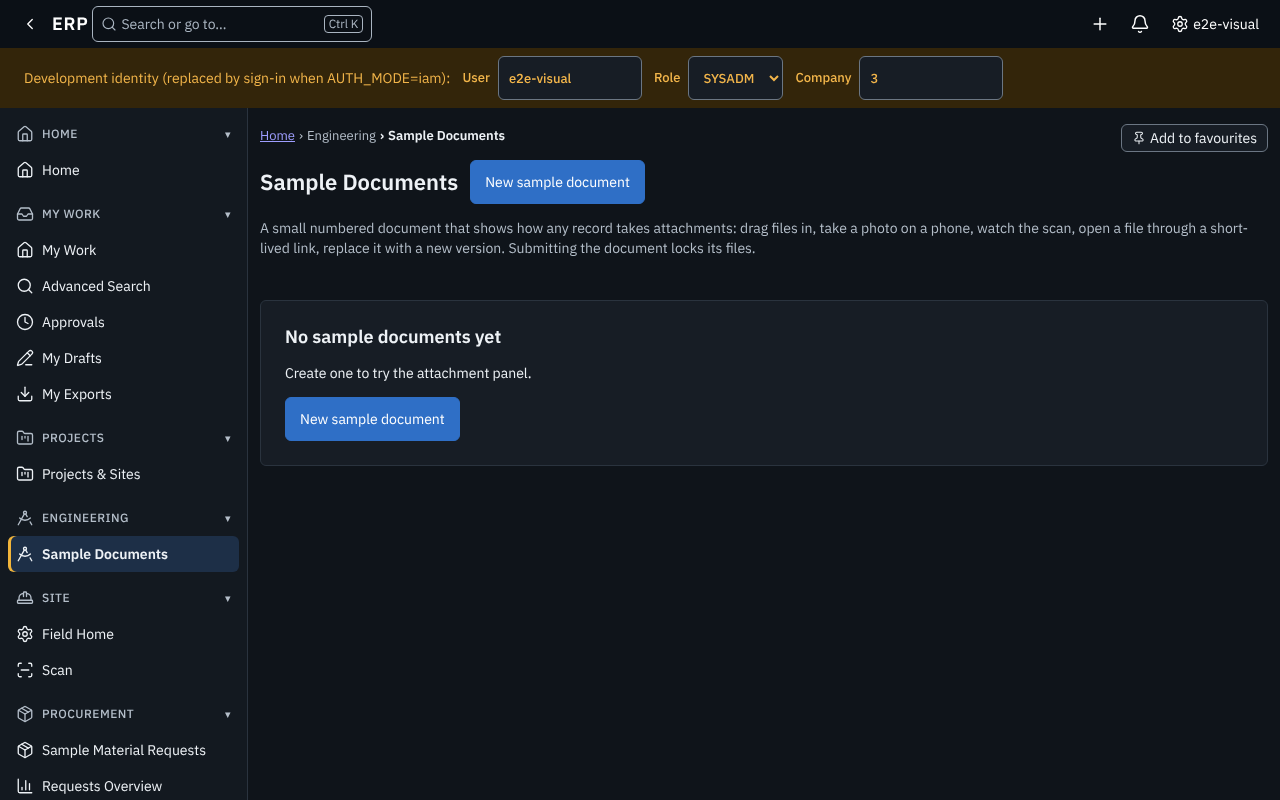 ERP
Search or go to...
Ctrl K
e2e-visual
Development identity (replaced by sign-in when AUTH_MODE=iam):
User
e2e-visual
Role
SYSADM
Company
3
HOME
Home
MY WORK
My Work
Advanced Search
Approvals
My Drafts
My Exports
PROJECTS
Projects & Sites
ENGINEERING
Sample Documents
SITE
Field Home
Scan
PROCUREMENT
Sample Material Requests
Requests Overview
Home › Engineering › Sample Documents
Add to favourites
Sample Documents
New sample document
A small numbered document that shows how any record takes attachments: drag files in, take a photo on a phone, watch the scan, open a file through a short-
lived link, replace it with a new version. Submitting the document locks its files.
No sample documents yet
Create one to try the attachment panel.
New sample document